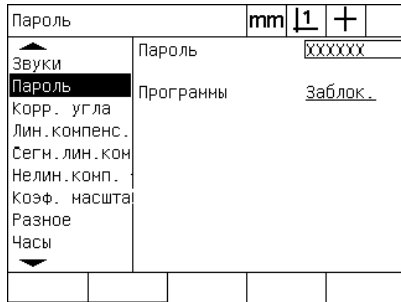 Пароль mm 1
Звуки
Пароль
Корр. угла
Лин.компенс.
Сегм.лин.ком
Нелин.комп.
Коэф. масшта
Разное
Часы
Пароль XXXXXX
Программы Заблок.